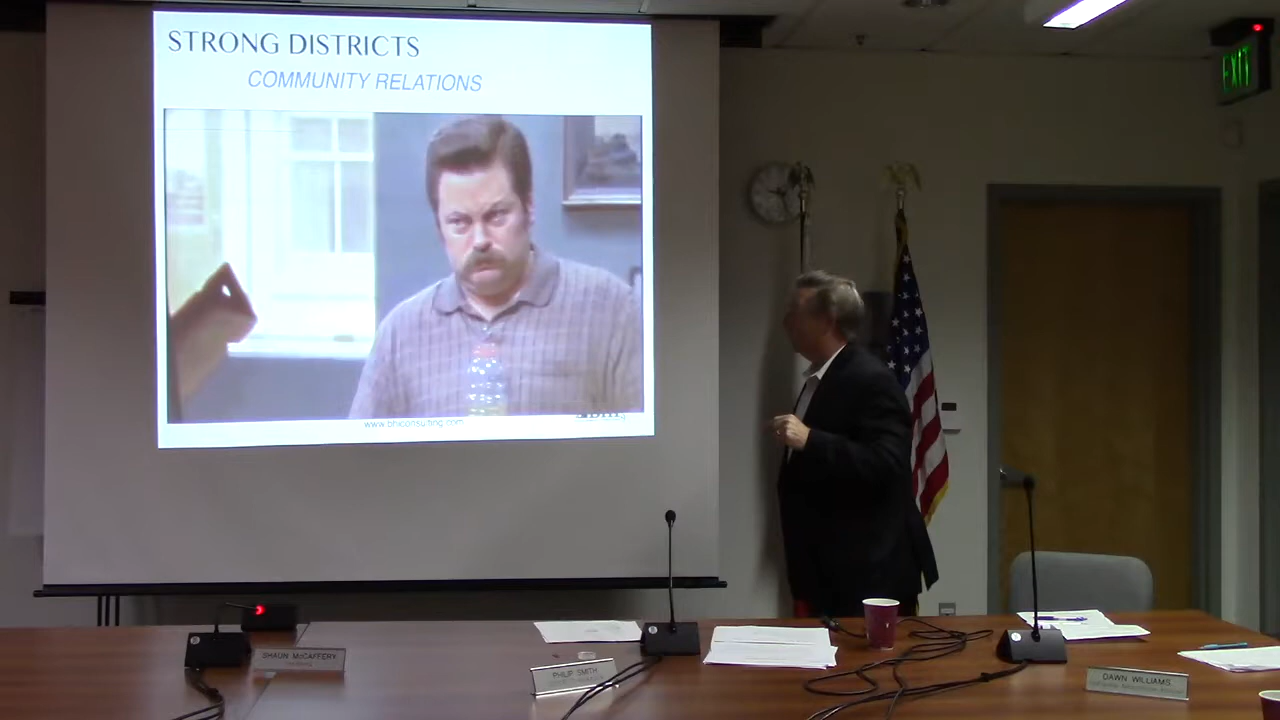 STRONG DISTRICTS
COMMUNITY RELATIONS
www.bhiconsulting.com
EXIT
SHAUN McCAFFERY
PHILIP SMITH
DAWN WILLIAMS